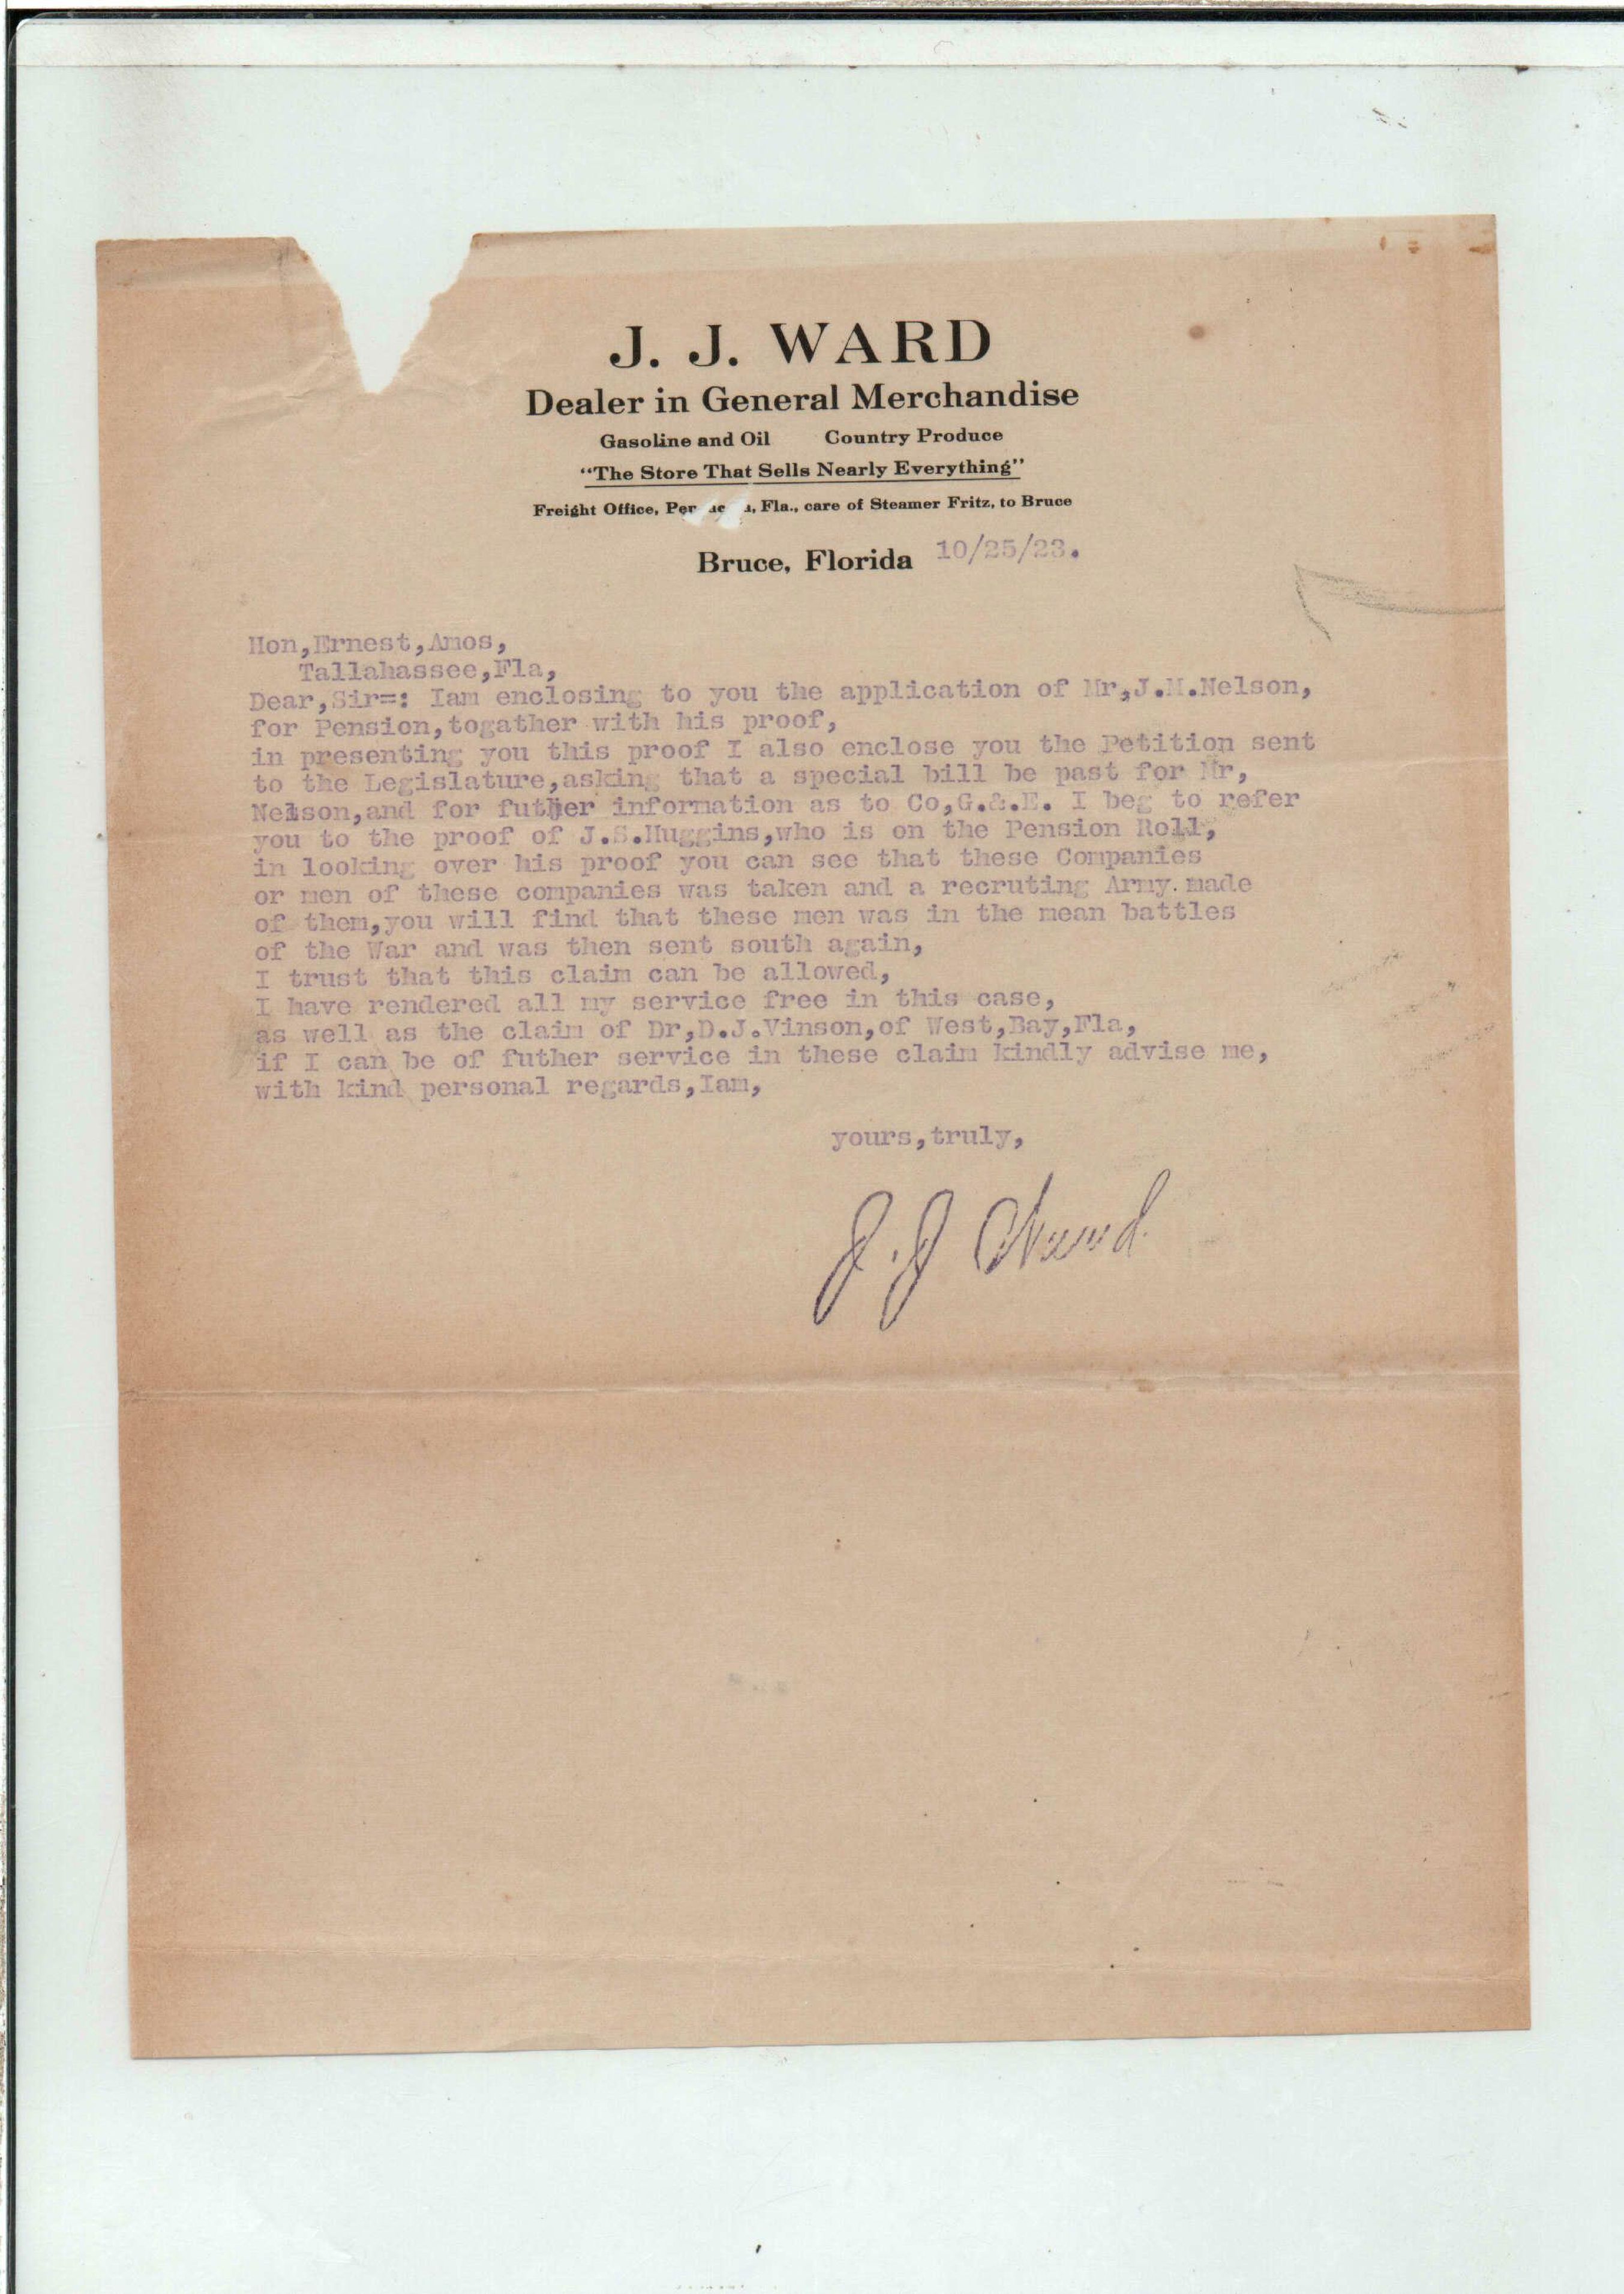 J. J. WARD
Dealer in General Merchandise
Gasoline and Oil Country Produce
"The Store That Sells Nearly Everything"
Freight Office, Fla., care of Steamer Fritz, to Bruce
Bruce, Florida 10/25/23.
Hon,Ernest,Amos,
Tallahassee,Fla,
Dear,Sir=: Iam enclosing to you the application of Mr,J.M.Nelson,
for Pension,togather with his proof,
in presenting you this proof I also enclose you the Petition sent
to the Legislature,asking that a special bill be past for Mr,
Nelson,and for futher information as to Co,G.&.E. I beg to refer
you to the proof of J.S.Huggins,who is on the Pension Roll,
in looking over his proof you can see that these Companies
or men of these companies was taken and a recruting Army.made
of them,you will find that these men was in the mean battles
of the War and was then sent south again,
I trust that this claim can be allowed,
I have rendered all my service free in this case,
as well as the claim of Dr,D.J.Vinson,of West,Bay,Fla,
if I can be of futher service in these claim kindly advise me,
with kind personal regards,Iam,
yours,truly,
J.J Ward.